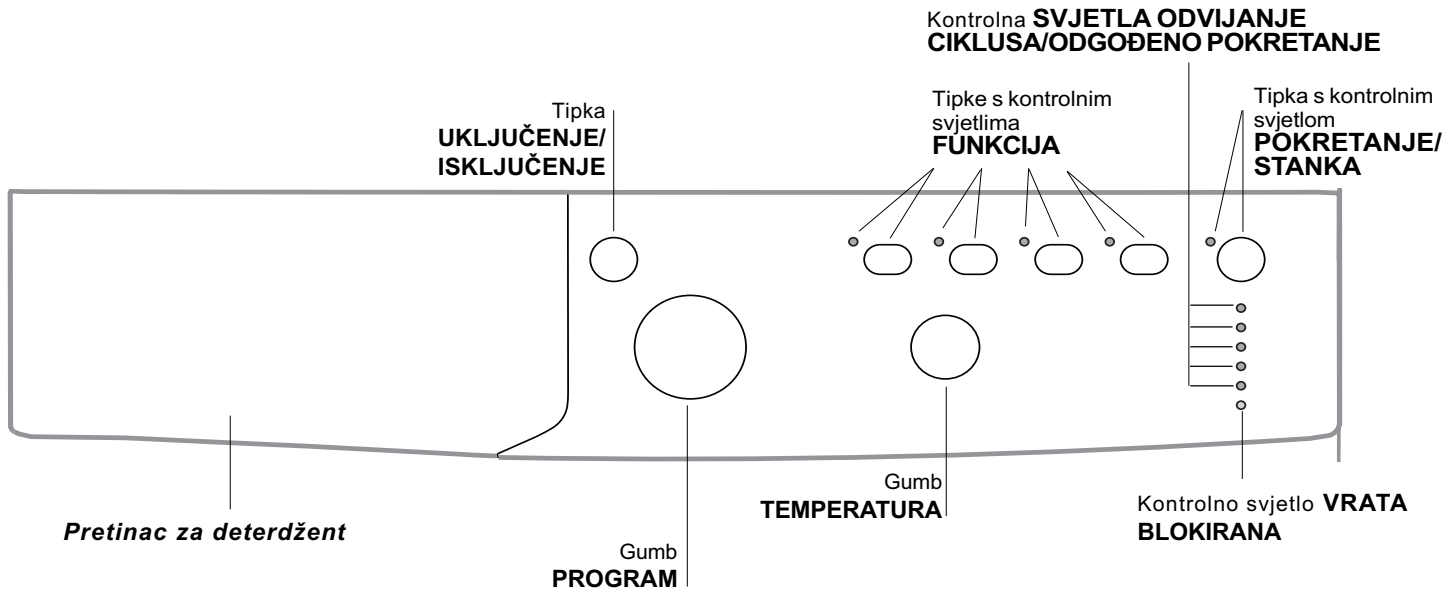 Kontrolna SVJETLA ODVIJANJE
CIKLUSA/ODGOĐENO POKRETANJE
Tipka
UKLJUČENJE/
ISKLJUČENJE
Tipke s kontrolnim
svjetlima
FUNKCIJA
Tipka s kontrolnim
svjetlom
POKRETANJE/
STANKA
Pretinac za deterdžent
Gumb
PROGRAM
Gumb
TEMPERATURA
Kontrolno svjetlo VRATA
BLOKIRANA